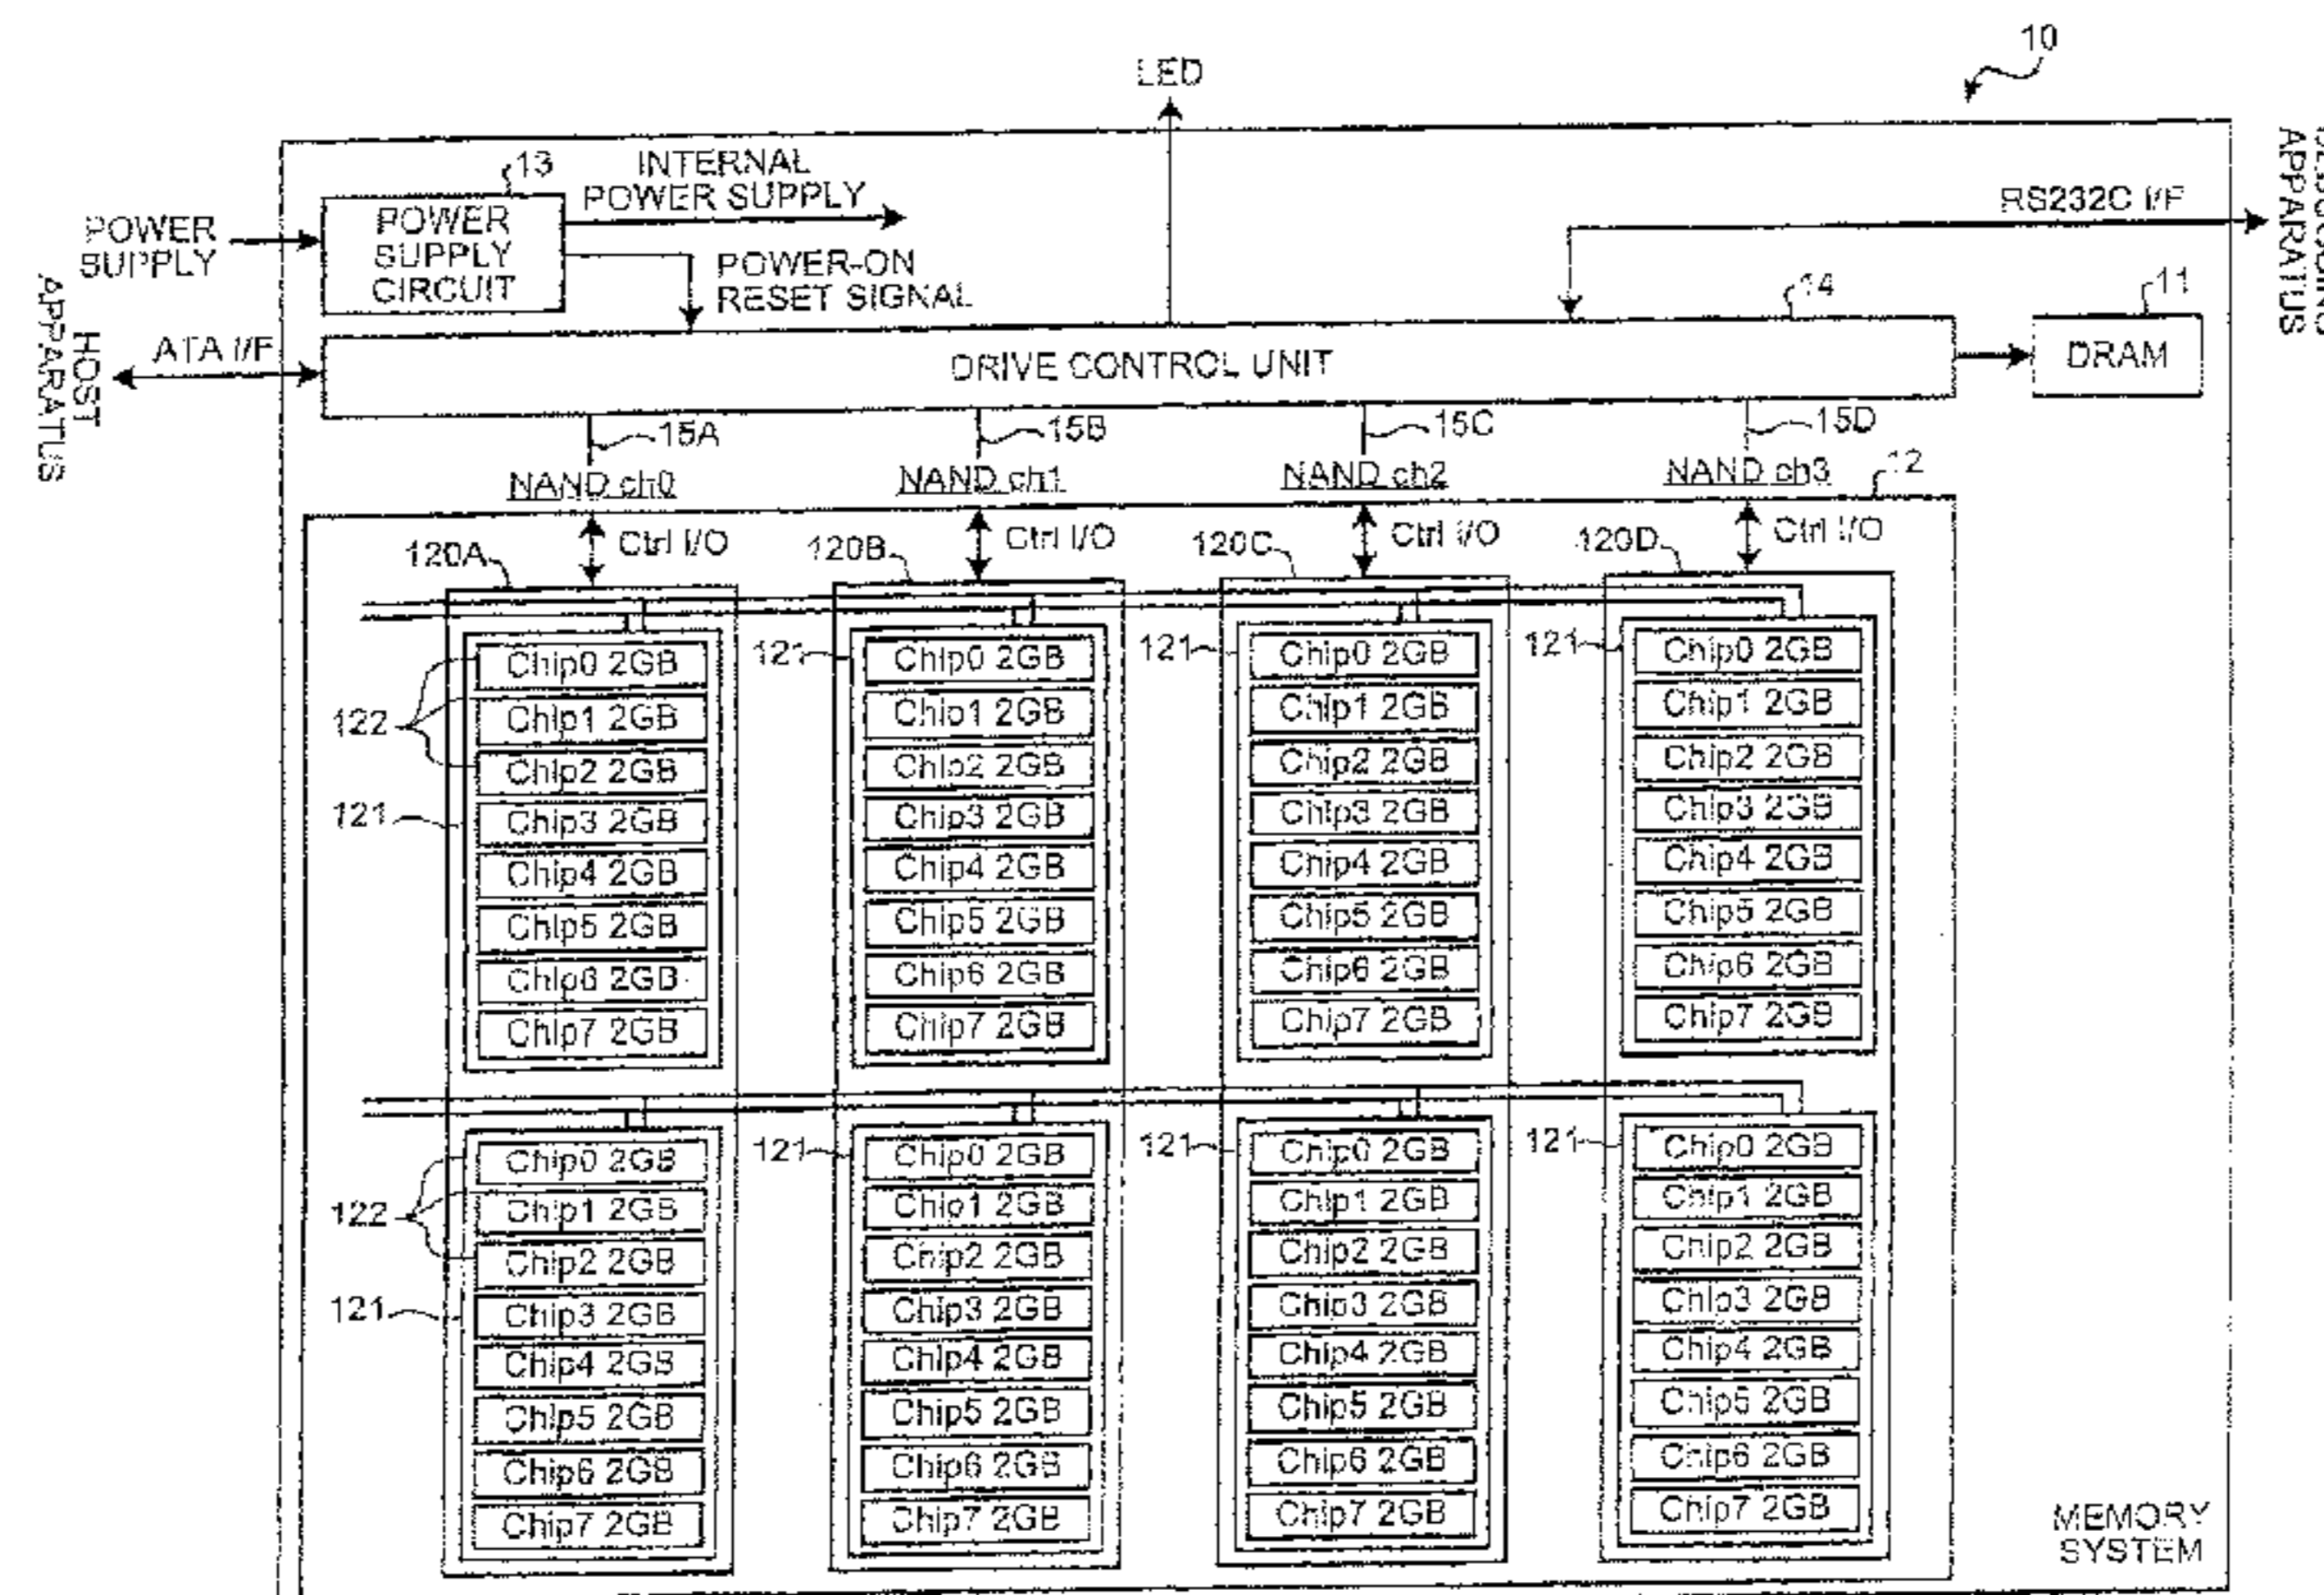 10
LED
13
INTERNAL
POWER SUPPLY
POWER
SUPPLY
POWER
SUPPLY
CIRCUIT
POWER-ON
RESET SIGNAL
RS232C I/F
APPARATUS
HOST
APPARATUS
ATA I/F
14
11
DRIVE CONTROL UNIT
DRAM
15A
15B
15C
15D
NAND ch0
NAND ch1
NAND ch2
NAND ch3
12
120A
Ctrl I/O
120B
Ctrl I/O
120C
Ctrl I/O
120D
Ctrl I/O
122
121
Chip0 2GB
Chip1 2GB
Chip2 2GB
Chip3 2GB
Chip4 2GB
Chip5 2GB
Chip6 2GB
Chip7 2GB
121
Chip0 2GB
Chip1 2GB
Chip2 2GB
Chip3 2GB
Chip4 2GB
Chip5 2GB
Chip6 2GB
Chip7 2GB
121
Chip0 2GB
Chip1 2GB
Chip2 2GB
Chip3 2GB
Chip4 2GB
Chip5 2GB
Chip6 2GB
Chip7 2GB
121
Chip0 2GB
Chip1 2GB
Chip2 2GB
Chip3 2GB
Chip4 2GB
Chip5 2GB
Chip6 2GB
Chip7 2GB
122
121
Chip0 2GB
Chip1 2GB
Chip2 2GB
Chip3 2GB
Chip4 2GB
Chip5 2GB
Chip6 2GB
Chip7 2GB
121
Chip0 2GB
Chip1 2GB
Chip2 2GB
Chip3 2GB
Chip4 2GB
Chip5 2GB
Chip6 2GB
Chip7 2GB
121
Chip0 2GB
Chip1 2GB
Chip2 2GB
Chip3 2GB
Chip4 2GB
Chip5 2GB
Chip6 2GB
Chip7 2GB
121
Chip0 2GB
Chip1 2GB
Chip2 2GB
Chip3 2GB
Chip4 2GB
Chip5 2GB
Chip6 2GB
Chip7 2GB
MEMORY
SYSTEM